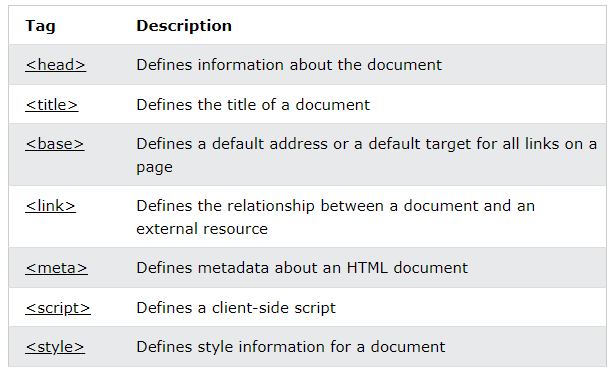 Tag Description
<head> Defines information about the document
<title> Defines the title of a document
<base> Defines a default address or a default target for all links on a
page
<link> Defines the relationship between a document and an
external resource
<meta> Defines metadata about an HTML document
<script> Defines a client-side script
<style> Defines style information for a document